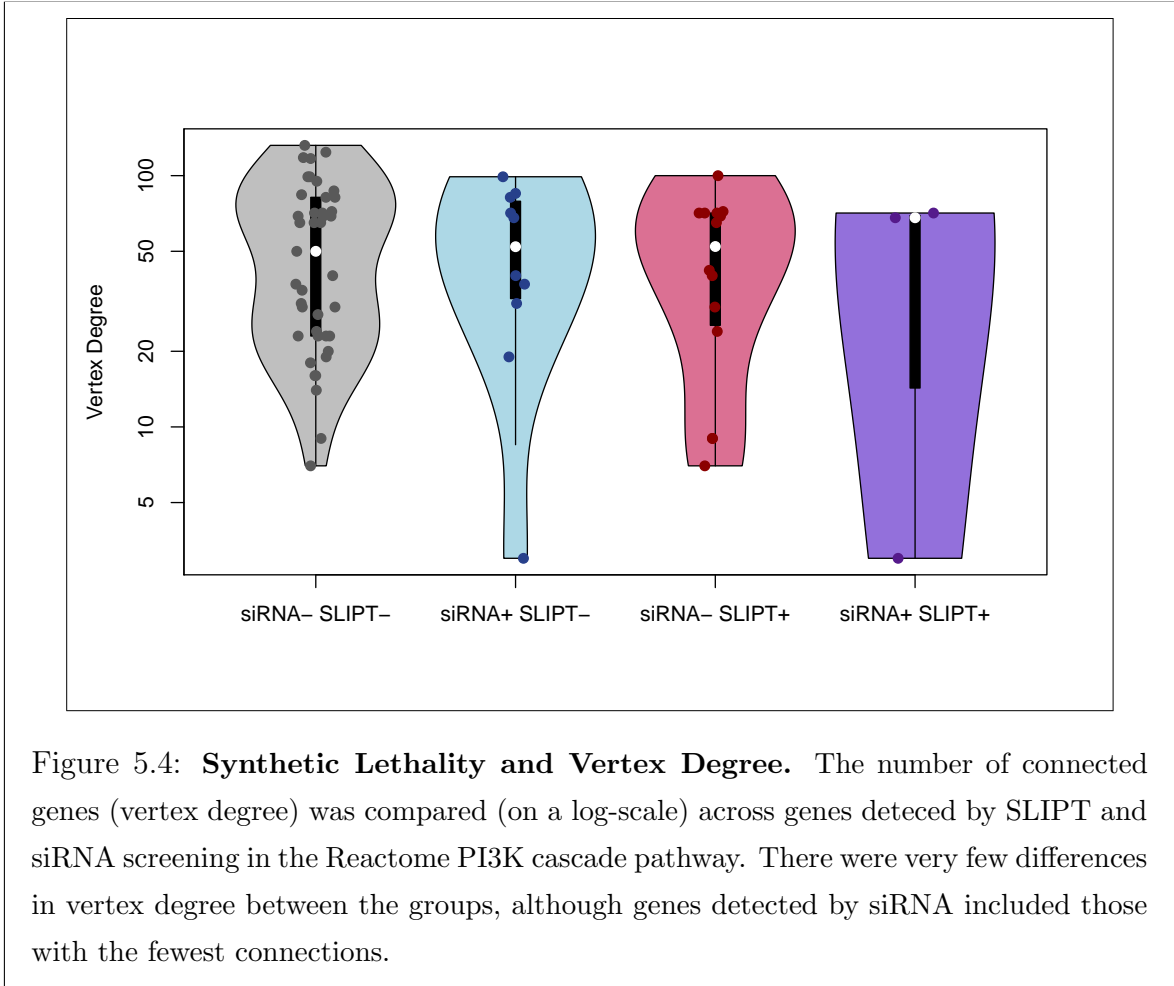 Vertex Degree
100
50
20
10
5
siRNA− SLIPT−
siRNA+ SLIPT−
siRNA− SLIPT+
siRNA+ SLIPT+
Figure 5.4: Synthetic Lethality and Vertex Degree. The number of connected
genes (vertex degree) was compared (on a log-scale) across genes deteced by SLIPT and
siRNA screening in the Reactome PI3K cascade pathway. There were very few differences
in vertex degree between the groups, although genes detected by siRNA included those
with the fewest connections.